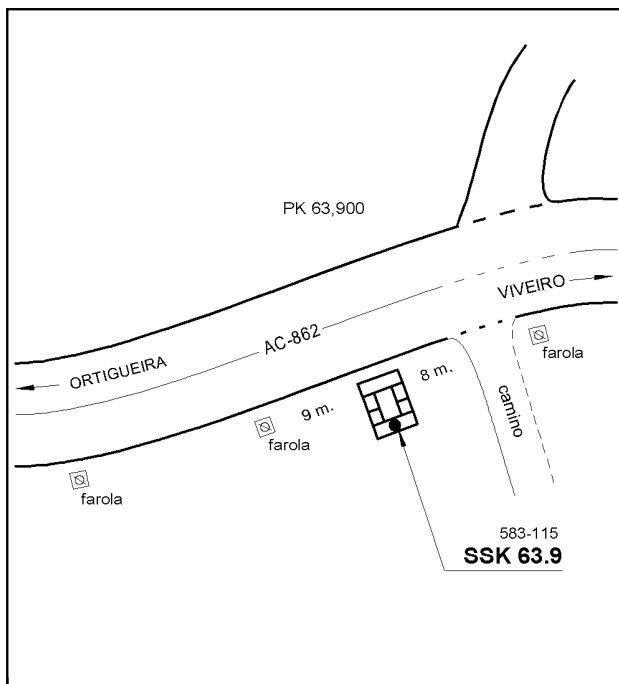 PK 63,900
VIVEIRO
AC-862
ORTIGUEIRA
farola
8 m.
9 m.
camino
farola
farola
583-115
SSK 63.9